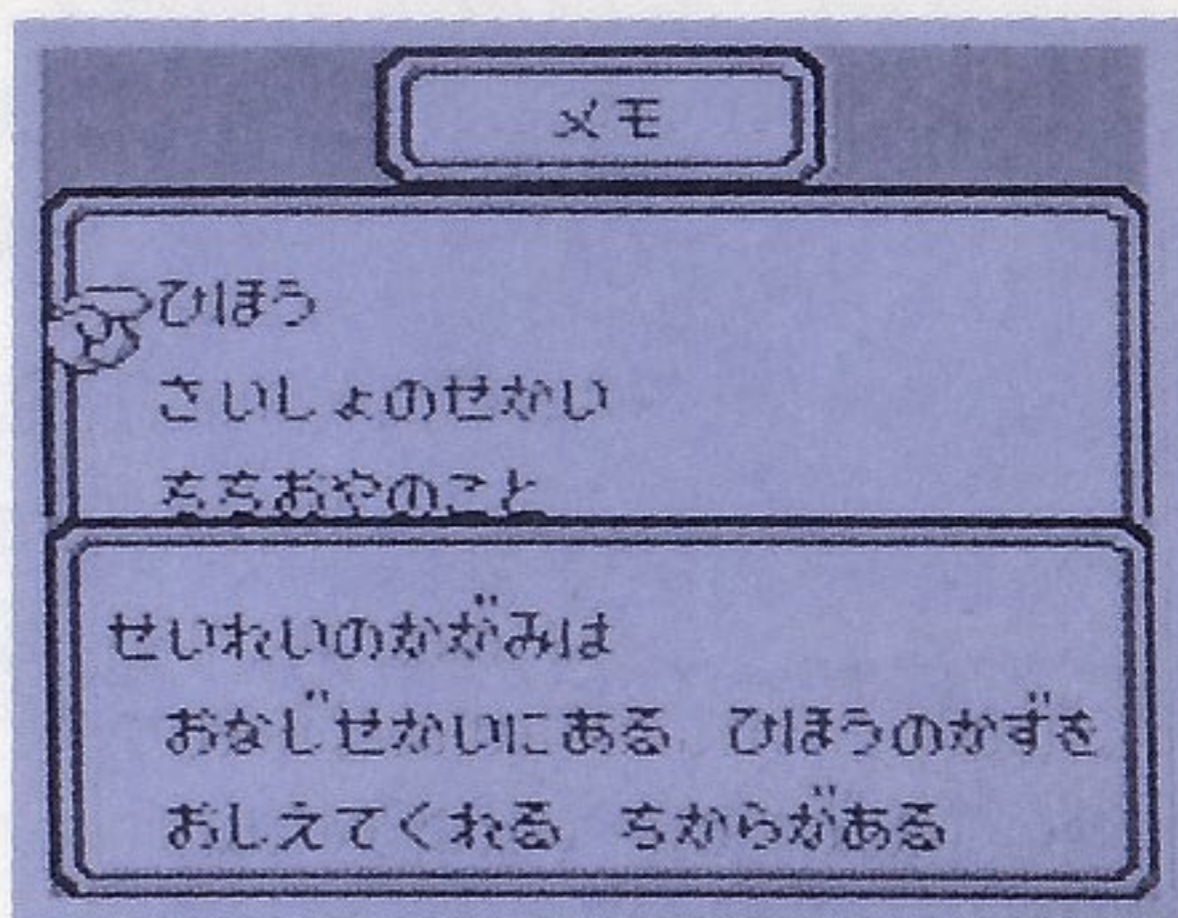 メモ
ひほう
さいしょのせかい
ちちおやのこと
せいれいのかがみは
おなじせかいにある ひほうのかずを
おしえてくれる ちからがある